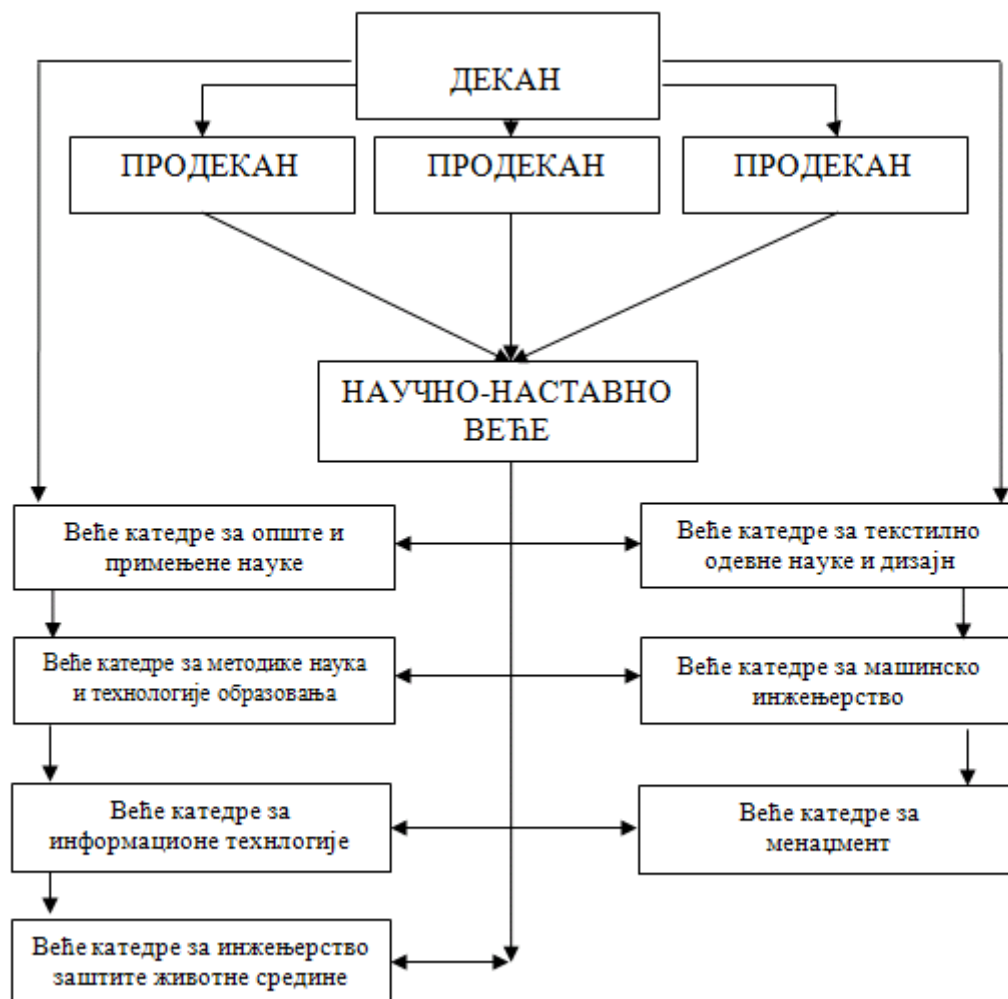 ДЕКАН
ПРОДЕКАН
ПРОДЕКАН
ПРОДЕКАН
НАУЧНО-НАСТАВНО
ВЕЋЕ
Веће катедре за опште и
примењене науке
Веће катедре за текстилно
одевне науке и дизајн
Веће катедре за методике наука
и технологије образовања
Веће катедре за машинско
инжењерство
Веће катедре за
информационе технлогије
Веће катедре за
менаџмент
Веће катедре за инжењерство
заштите животне средине